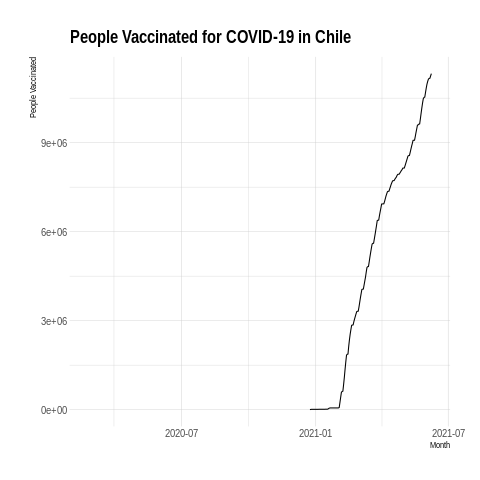 People Vaccinated for COVID-19 in Chile
People Vaccinated
9e+06
6e+06
3e+06
0e+00
2020-07
2021-01
2021-07
Month